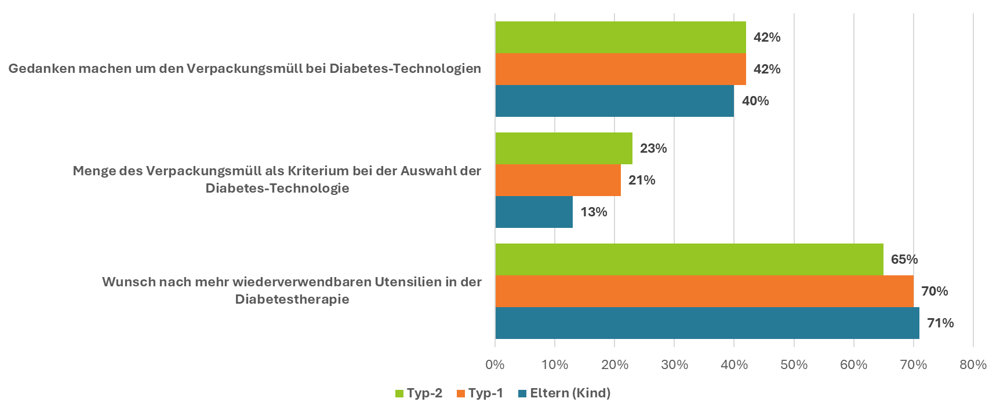 Gedanken machen um den Verpackungsmüll bei Diabetes-Technologien
42%
42%
40%
Menge des Verpackungsmüll als Kriterium bei der Auswahl der
Diabetes-Technologie
23%
21%
13%
Wunsch nach mehr wiederverwendbaren Utensilien in der
Diabetestherapie
65%
70%
71%
0% 10% 20% 30% 40% 50% 60% 70% 80%
Typ-2 Typ-1 Eltern (Kind)